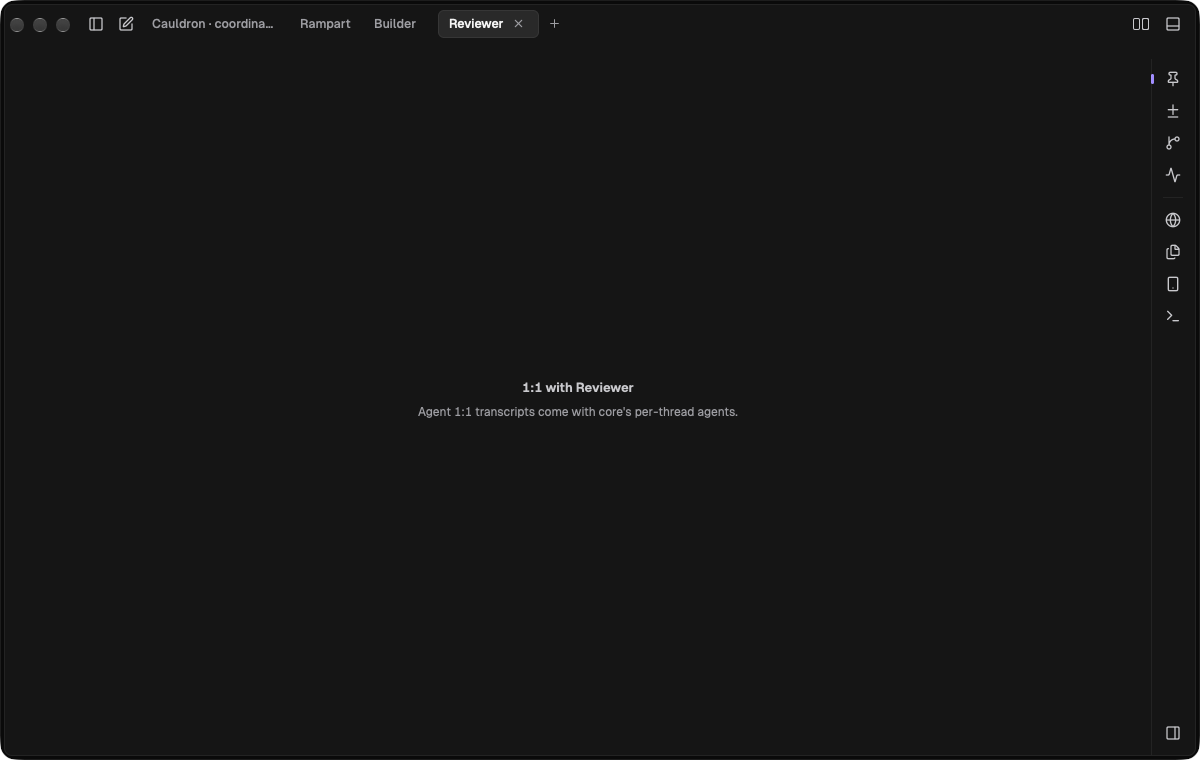 Cauldron · coordina...
Rampart
Builder
Reviewer
1:1 with Reviewer
Agent 1:1 transcripts come with core's per-thread agents.